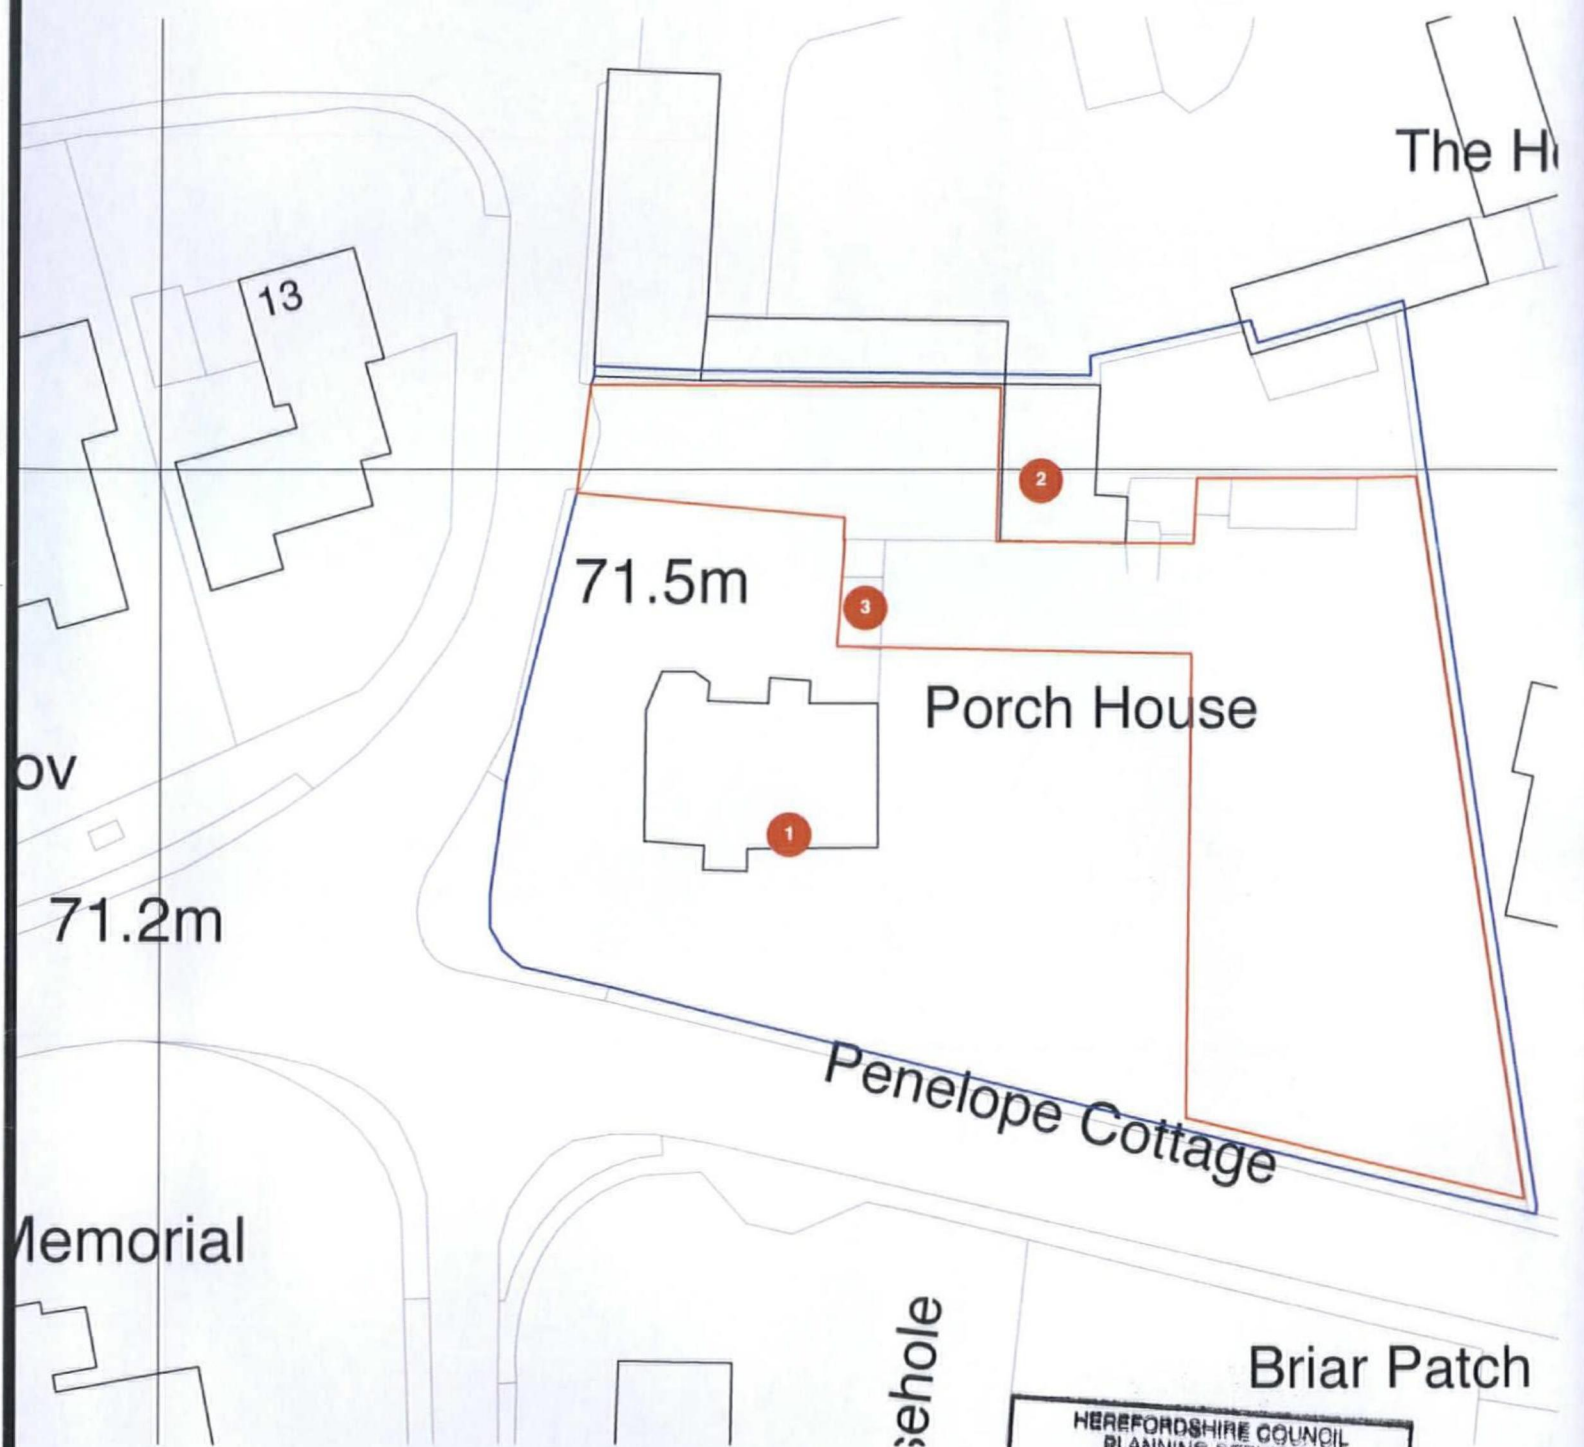 The H
13
2
71.5m
3
Porch House
ov
1
71.2m
Penelope Cottage
Memorial
sehole
Briar Patch
HEREFORDSHIRE COUNCIL